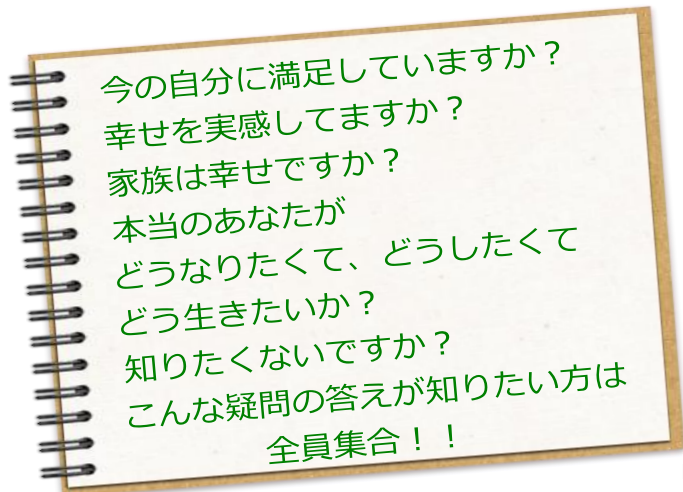 今の自分に満足していますか？
幸せを実感してますか？
家族は幸せですか？
本当のあなたが
どうなりたくて、どうしたくて
どう生きたいか？
知りたくないですか？
こんな疑問の答えが知りたい方は
全員集合！！